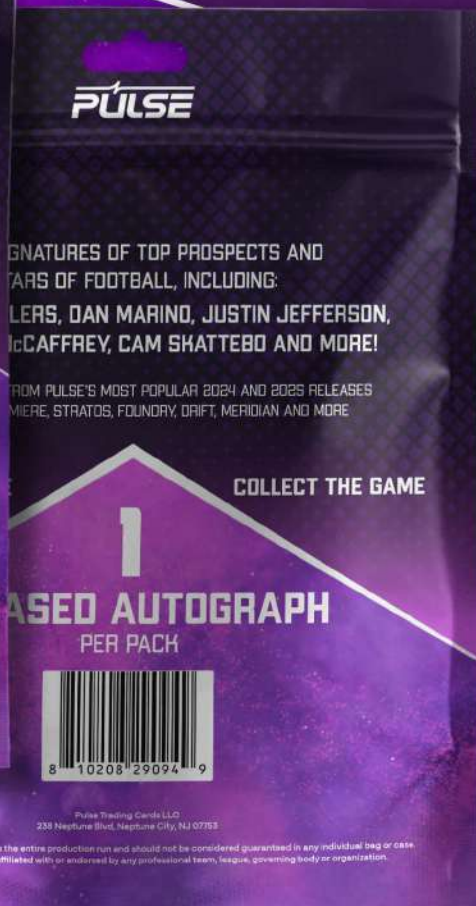 PULSE
GNATURES OF TOP PROSPECTS AND
ARS OF FOOTBALL, INCLUDING:
LERS, DAN MARINO, JUSTIN JEFFERSON,
McCAFFREY, CAM SKATTEBO AND MORE!
ROM PULSE'S MOST POPULAR 2024 AND 2025 RELEASES
MIERE, STRATOS, FOUNDRY, DRIFT, MERIDIAN AND MORE
COLLECT THE GAME
1
ASED AUTOGRAPH
PER PACK
8 10208 29094 9
Pulse Trading Cards LLC
238 Neptune Blvd, Neptune City, NJ 07753
the entire production run and should not be considered guaranteed in any individual bag or case.
ffiliated with or endorsed by any professional team, league, governing body or organization.